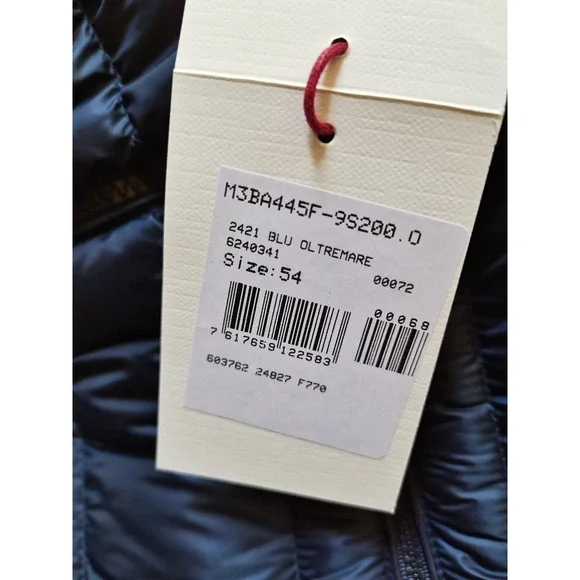 M3BA445F-9S200.0
2421 BLU OLTREMARE
6240341 00072
Size:54
00068
7 617659 122583
603762 24827 F770